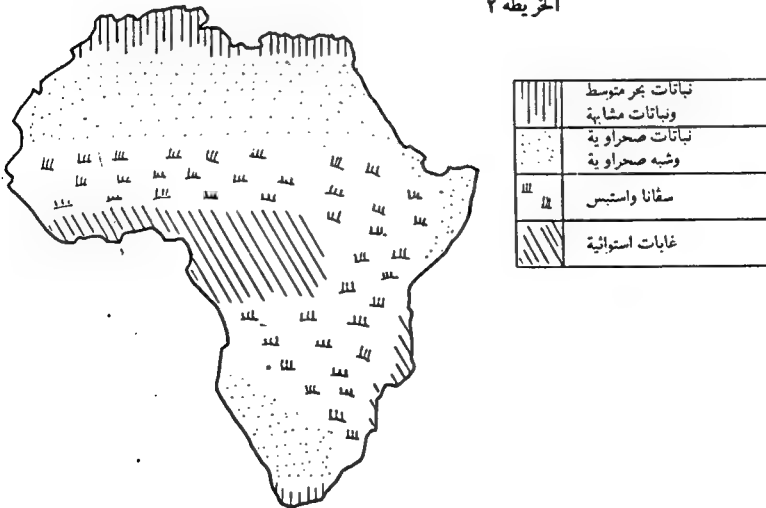 الخريطة ٢
نباتات بحر متوسط
ونباتات مشابهة
نباتات صحراوية
وشبه صحراوية
سڤانا واستبس
غابات استوائية